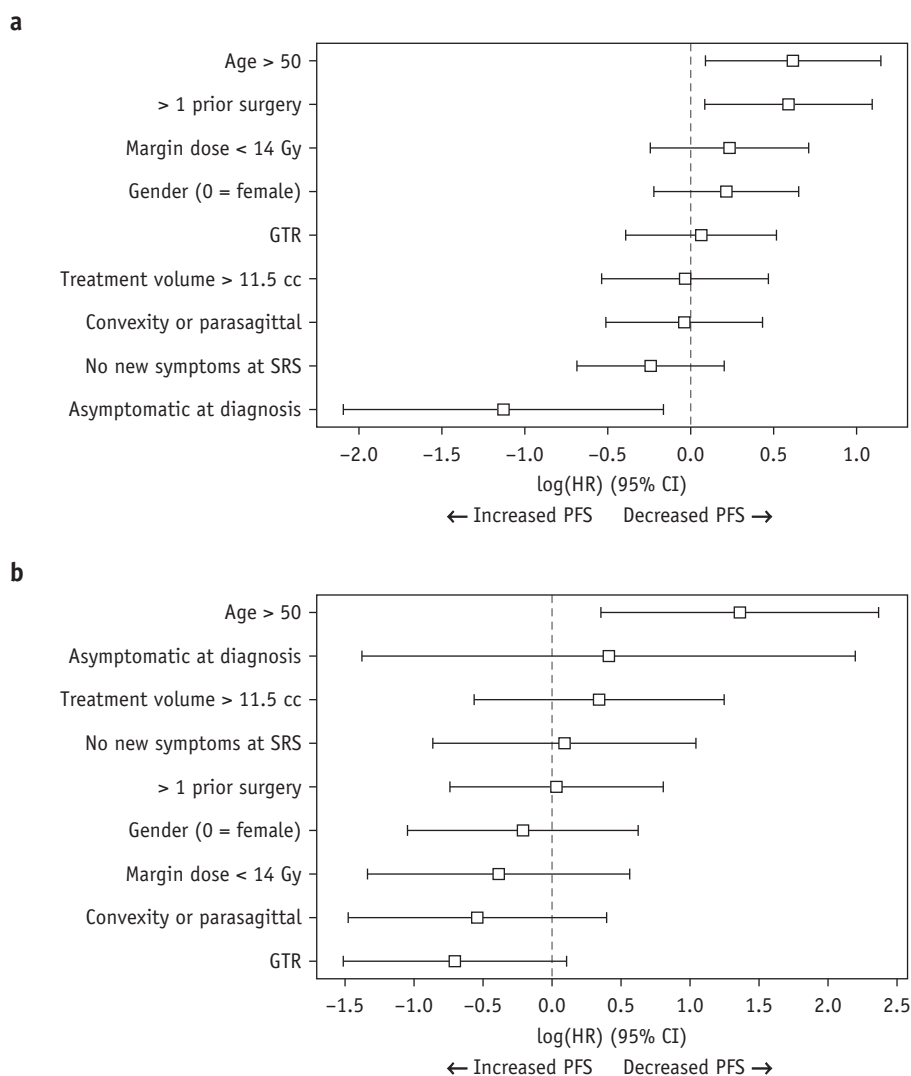 a
Age > 50
> 1 prior surgery
Margin dose < 14 Gy
Gender (0 = female)
GTR
Treatment volume > 11.5 cc
Convexity or parasagittal
No new symptoms at SRS
Asymptomatic at diagnosis
−2.0 −1.5 −1.0 −0.5 0.0 0.5 1.0
log(HR) (95% CI)
← Increased PFS Decreased PFS →
b
Age > 50
Asymptomatic at diagnosis
Treatment volume > 11.5 cc
No new symptoms at SRS
> 1 prior surgery
Gender (0 = female)
Margin dose < 14 Gy
Convexity or parasagittal
GTR
−1.5 −1.0 −0.5 0.0 0.5 1.0 1.5 2.0 2.5
log(HR) (95% CI)
← Increased PFS Decreased PFS →